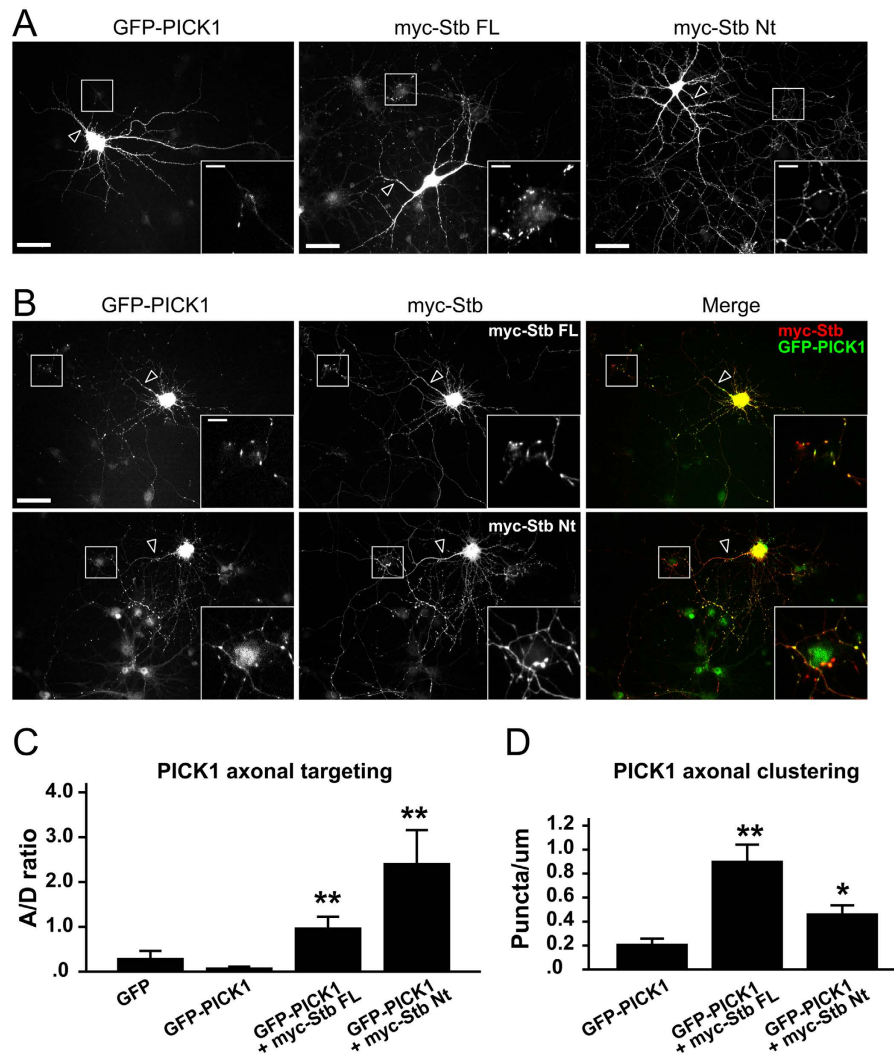 A
GFP-PICK1
myc-Stb FL
myc-Stb Nt
B
GFP-PICK1
myc-Stb
Merge
myc-Stb FL
myc-Stb
GFP-PICK1
myc-Stb Nt
C
PICK1 axonal targeting
A/D ratio
4.0
3.0
2.0
1.0
.0
**
**
GFP
GFP-PICK1
GFP-PICK1
+ myc-Stb FL
GFP-PICK1
+ myc-Stb Nt
D
PICK1 axonal clustering
Puncta/um
1.2
1.0
0.8
0.6
0.4
0.2
.0
**
*
GFP-PICK1
GFP-PICK1
+ myc-Stb FL
GFP-PICK1
+ myc-Stb Nt